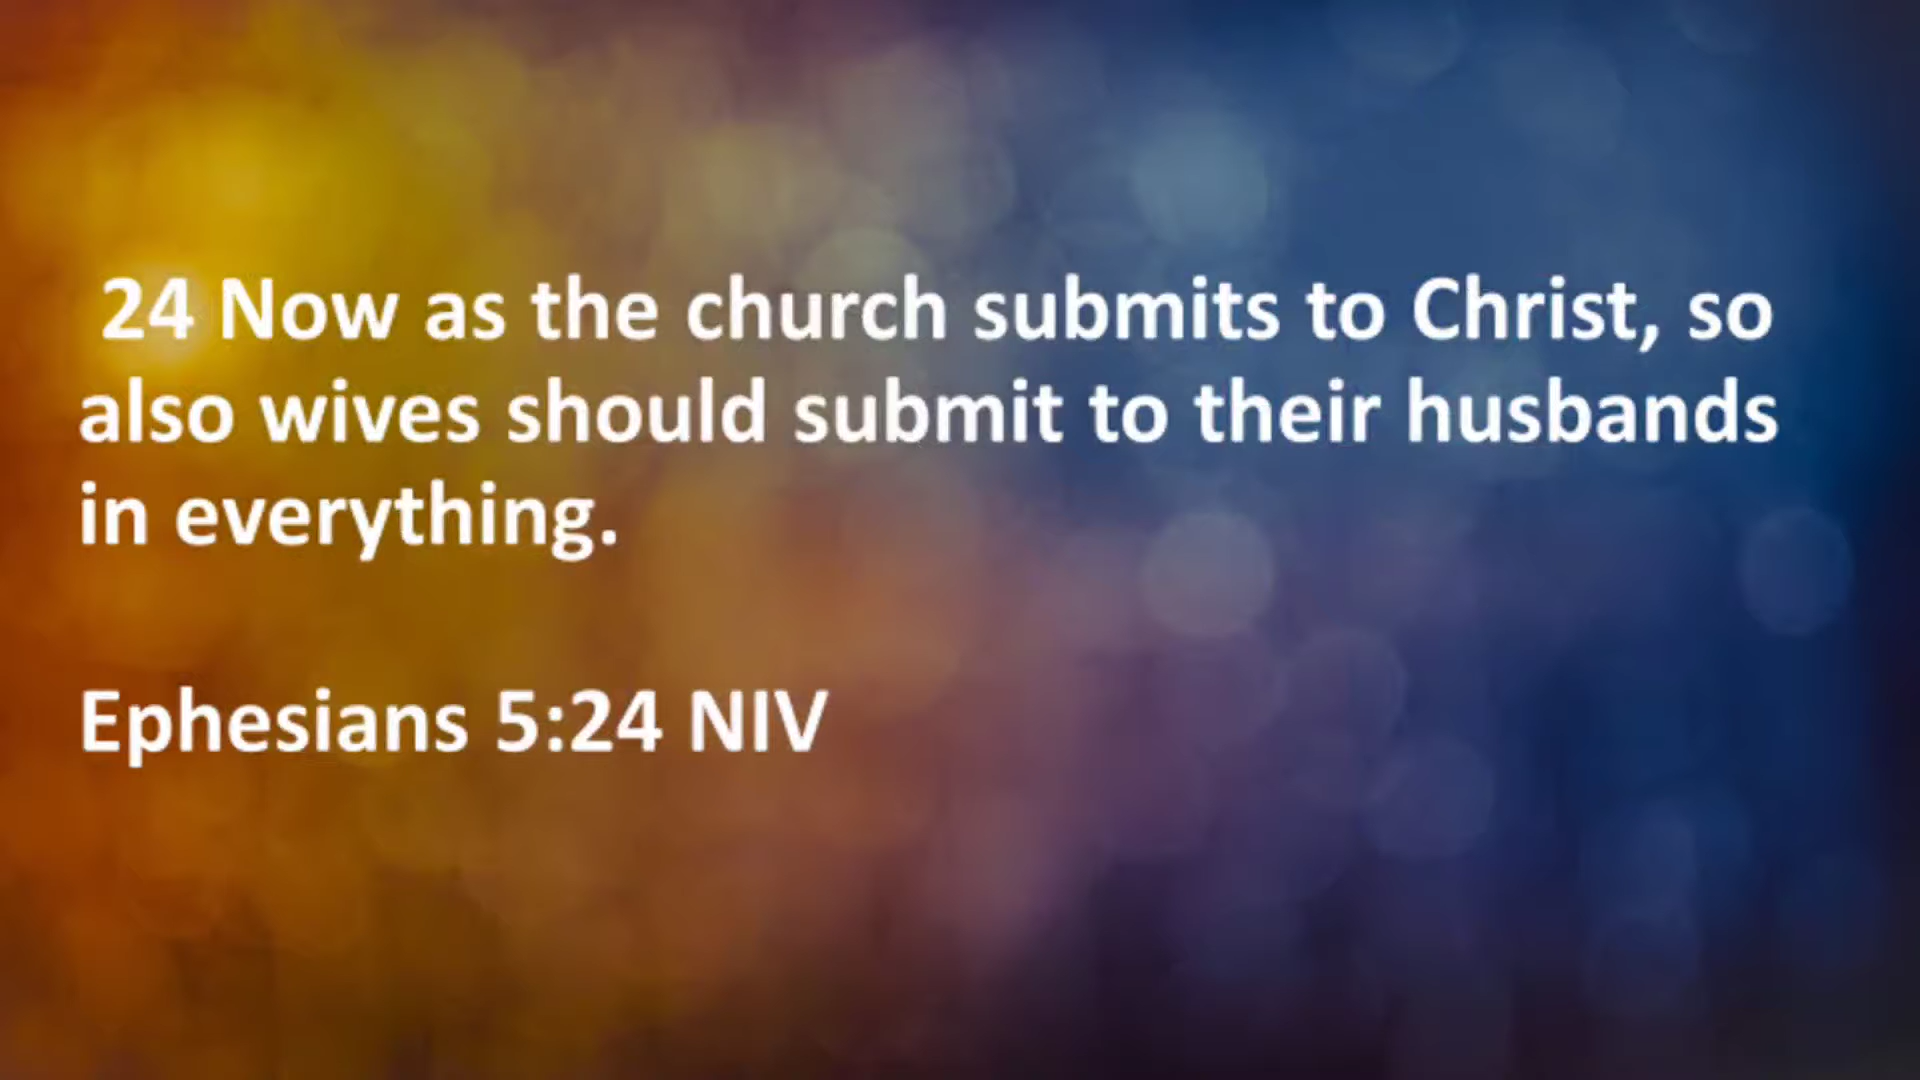 24 Now as the church submits to Christ, so
also wives should submit to their husbands
in everything.
Ephesians 5:24 NIV